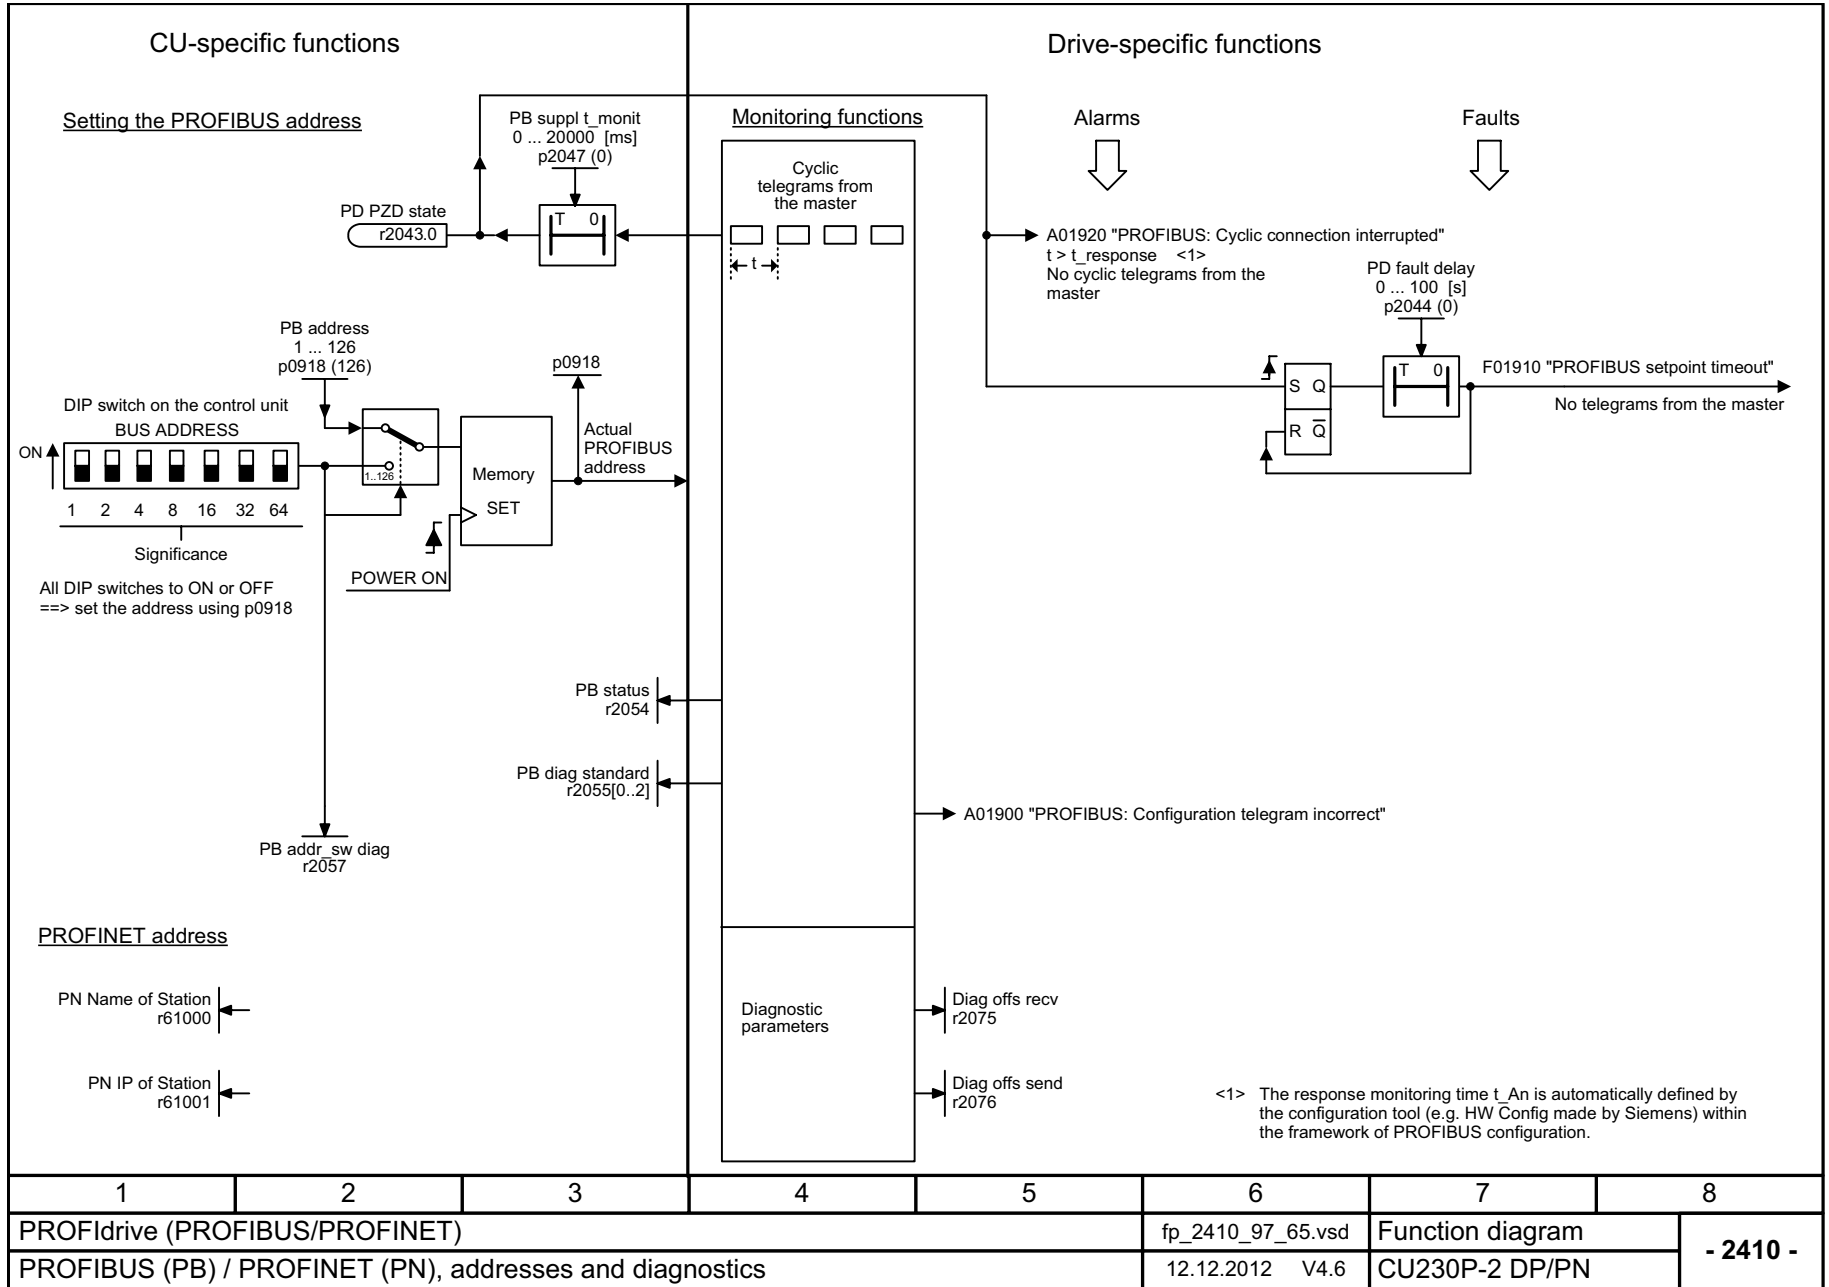 CU-specific functions
Drive-specific functions
Setting the PROFIBUS address
PB suppl t_monit
0 ... 20000 [ms]
p2047 (0)
T 0
PD PZD state
r2043.0
Monitoring functions
Cyclic
telegrams from
the master
t
Alarms
Faults
A01920 "PROFIBUS: Cyclic connection interrupted"
t > t_response <1>
No cyclic telegrams from the
master
PD fault delay
0 ... 100 [s]
p2044 (0)
T 0
S Q
R Q̅
F01910 "PROFIBUS setpoint timeout"
No telegrams from the master
PB address
1 ... 126
p0918 (126)
DIP switch on the control unit
BUS ADDRESS
ON
1 2 4 8 16 32 64
Significance
All DIP switches to ON or OFF
==> set the address using p0918
1..126
Memory
SET
POWER ON
p0918
Actual
PROFIBUS
address
PB status
r2054
PB diag standard
r2055[0..2]
A01900 "PROFIBUS: Configuration telegram incorrect"
PB addr_sw diag
r2057
PROFINET address
PN Name of Station
r61000
PN IP of Station
r61001
Diagnostic
parameters
Diag offs recv
r2075
Diag offs send
r2076
<1> The response monitoring time t_An is automatically defined by
the configuration tool (e.g. HW Config made by Siemens) within
the framework of PROFIBUS configuration.
1 2 3 4 5 6 7 8
PROFIdrive (PROFIBUS/PROFINET)
fp_2410_97_65.vsd
Function diagram
- 2410 -
PROFIBUS (PB) / PROFINET (PN), addresses and diagnostics
12.12.2012 V4.6
CU230P-2 DP/PN